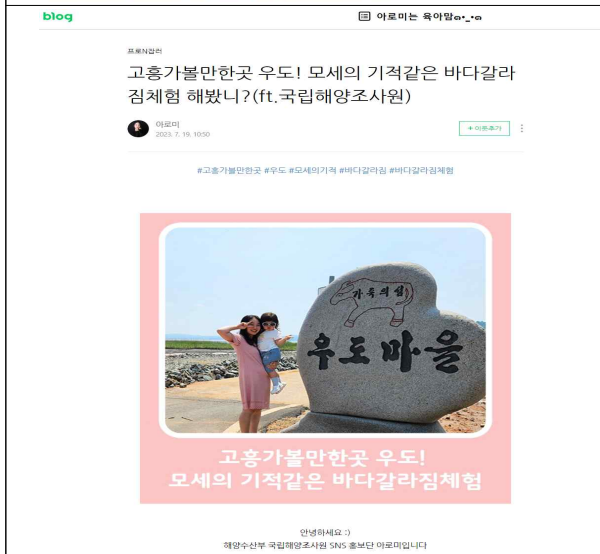 blog
아로미는 육아맘๑•‿•๑
프로N잡러
고흥가볼만한곳 우도! 모세의 기적같은 바다갈라
짐체험 해봤니?(ft.국립해양조사원)
아로미
2023. 7. 19. 10:50
+이웃추가
#고흥가볼만한곳 #우도 #모세의기적 #바다갈라짐 #바다갈라짐체험
가족의섬
우도마을
고흥가볼만한곳 우도!
모세의 기적같은 바다갈라짐체험
안녕하세요 :)
해양수산부 국립해양조사원 SNS 홍보단 아로미입니다